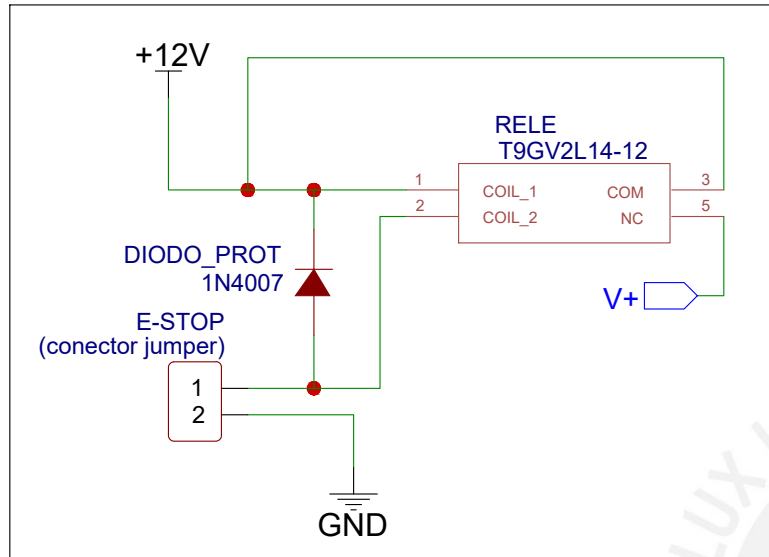 +12V
RELE
T9GV2L14-12
1
COIL_1
COM
3
2
COIL_2
NC
5
DIODO_PROT
1N4007
V+
E-STOP
(conector jumper)
1
2
GND
LUX